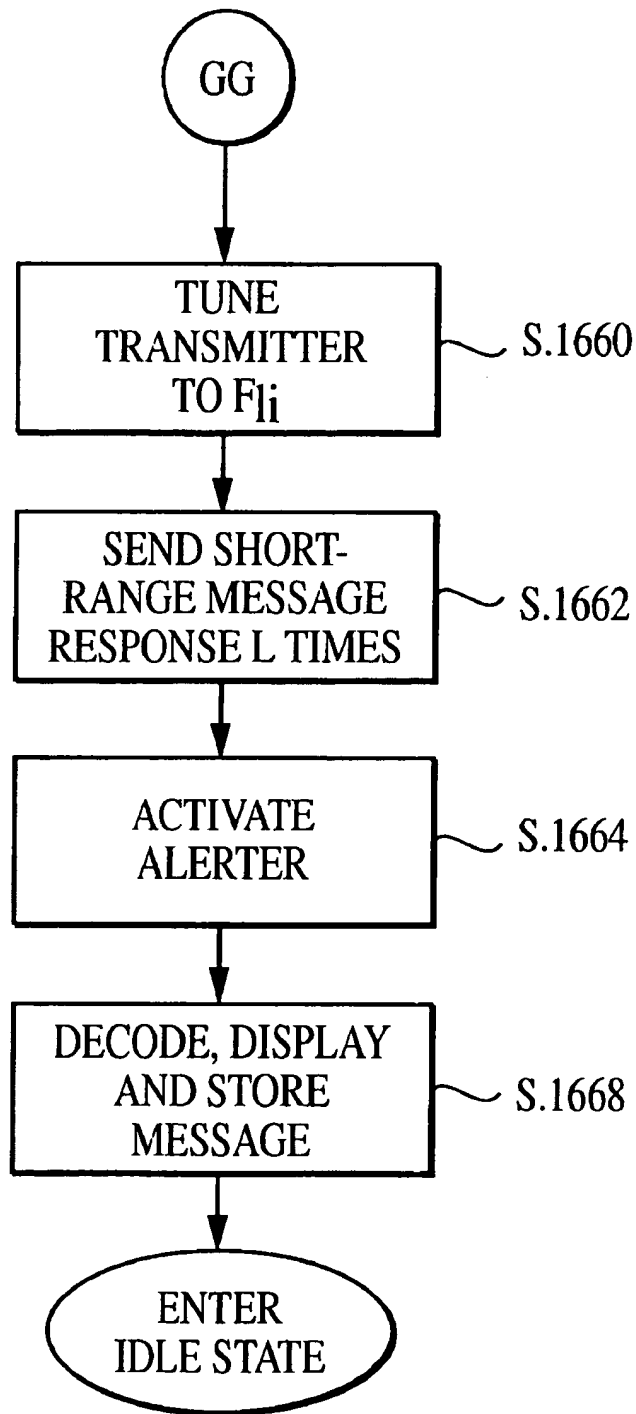 GG
TUNE
TRANSMITTER
TO Fli
S.1660
SEND SHORT-
RANGE MESSAGE
RESPONSE L TIMES
S.1662
ACTIVATE
ALERTER
S.1664
DECODE, DISPLAY
AND STORE
MESSAGE
S.1668
ENTER
IDLE STATE